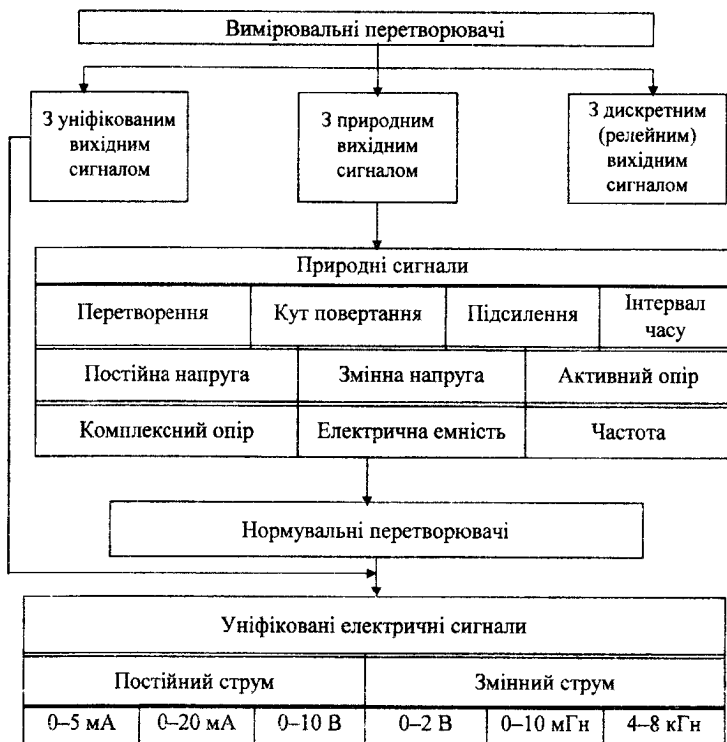 Вимірювальні перетворювачі
З уніфікованим
вихідним
сигналом
З природним
вихідним
сигналом
З дискретним
(релейним)
вихідним
сигналом
Природні сигнали
Перетворення
Кут повертання
Підсилення
Інтервал
часу
Постійна напруга
Змінна напруга
Активний опір
Комплексний опір
Електрична емність
Частота
Нормувальні перетворювачі
Уніфіковані електричні сигнали
Постійний струм
Змінний струм
0–5 мА
0–20 мА
0–10 В
0–2 В
0–10 мГн
4–8 кГн